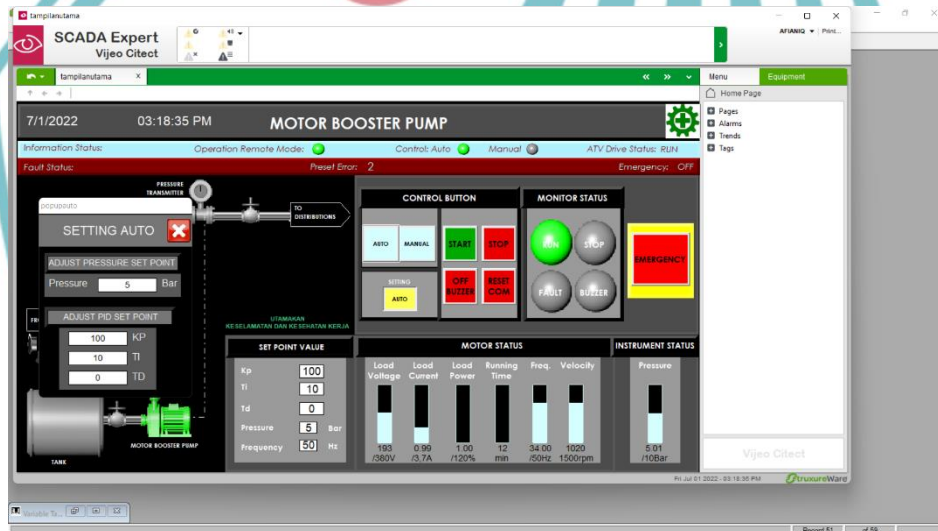 tampilanutama
SCADA Expert
Vijeo Citect
AFIANIQ Print...
tampilanutama X
Menu Equipment
Home Page
Pages
Alarms
Trends
Tags
7/1/2022 03:18:35 PM MOTOR BOOSTER PUMP
Information Status: Operation Remote Mode: Control: Auto Manual ATV Drive Status: RUN
Fault Status: Preset Error: 2 Emergency: OFF
PRESSURE
TRANSMITTER
TO
DISTRIBUTIONS
popupauto
SETTING AUTO
ADJUST PRESSURE SET POINT
Pressure 5 Bar
ADJUST PID SET POINT
100 KP
10 TI
0 TD
UTAMAKAN
KESELAMATAN DAN KESEHATAN KERJA
MOTOR BOOSTER PUMP
TANK
CONTROL BUTTON
AUTO MANUAL START STOP
SETTING
AUTO
OFF
BUZZER
RESET
COM
MONITOR STATUS
RUN STOP
FAULT BUZZER
EMERGENCY
SET POINT VALUE
Kp 100
Ti 10
Td 0
Pressure 5 Bar
Frequency 50 Hz
MOTOR STATUS
Load Voltage Load Current Load Power Running Time Freq. Velocity
193 0.99 1.00 12 34.00 1020
/380V /3.7A /120% min /50Hz 1500rpm
INSTRUMENT STATUS
Pressure
5.01
/10Bar
Vijeo Citect
Fri Jul 01 2022 - 03:18:35 PM StruxureWare
Variable Ta...
Record 51 of 59